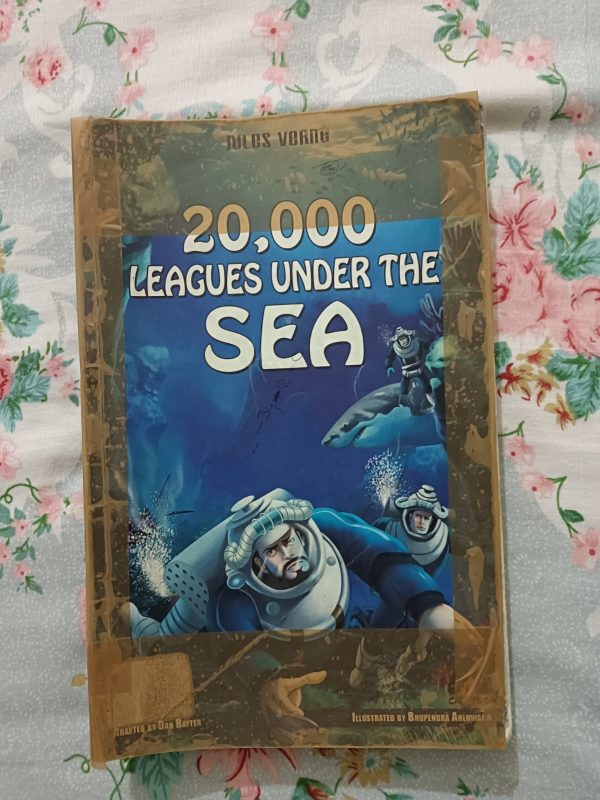 Jules Verne
20,000
Leagues Under the
Sea
Adapted by Dan Rafter
Illustrated by Bhupendra Ahluwalia